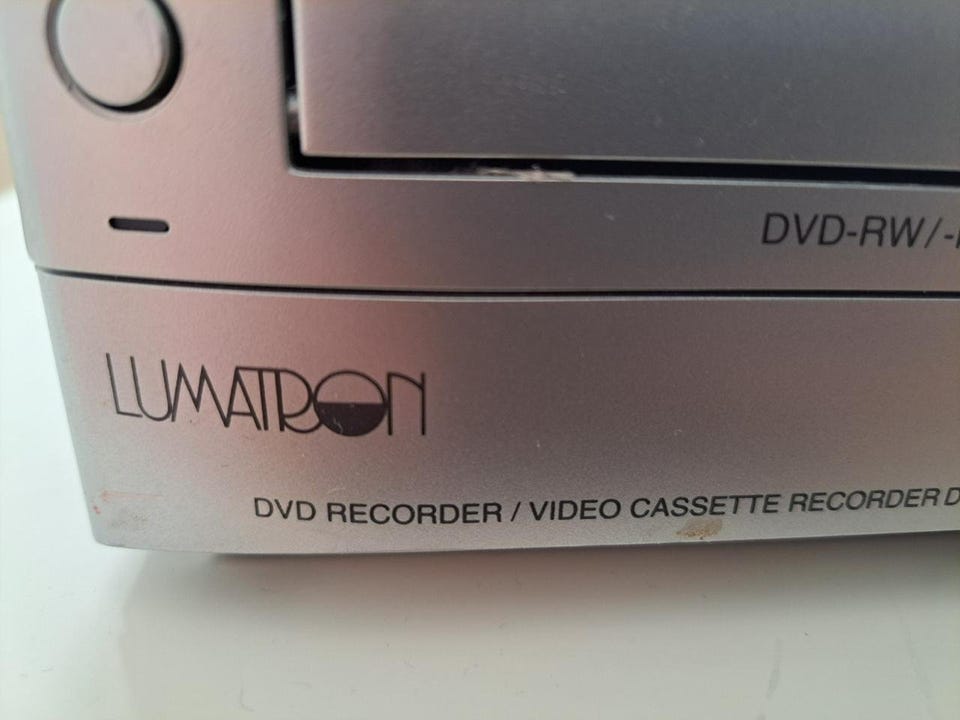 DVD-RW/-
LUMATRON
DVD RECORDER / VIDEO CASSETTE RECORDER D